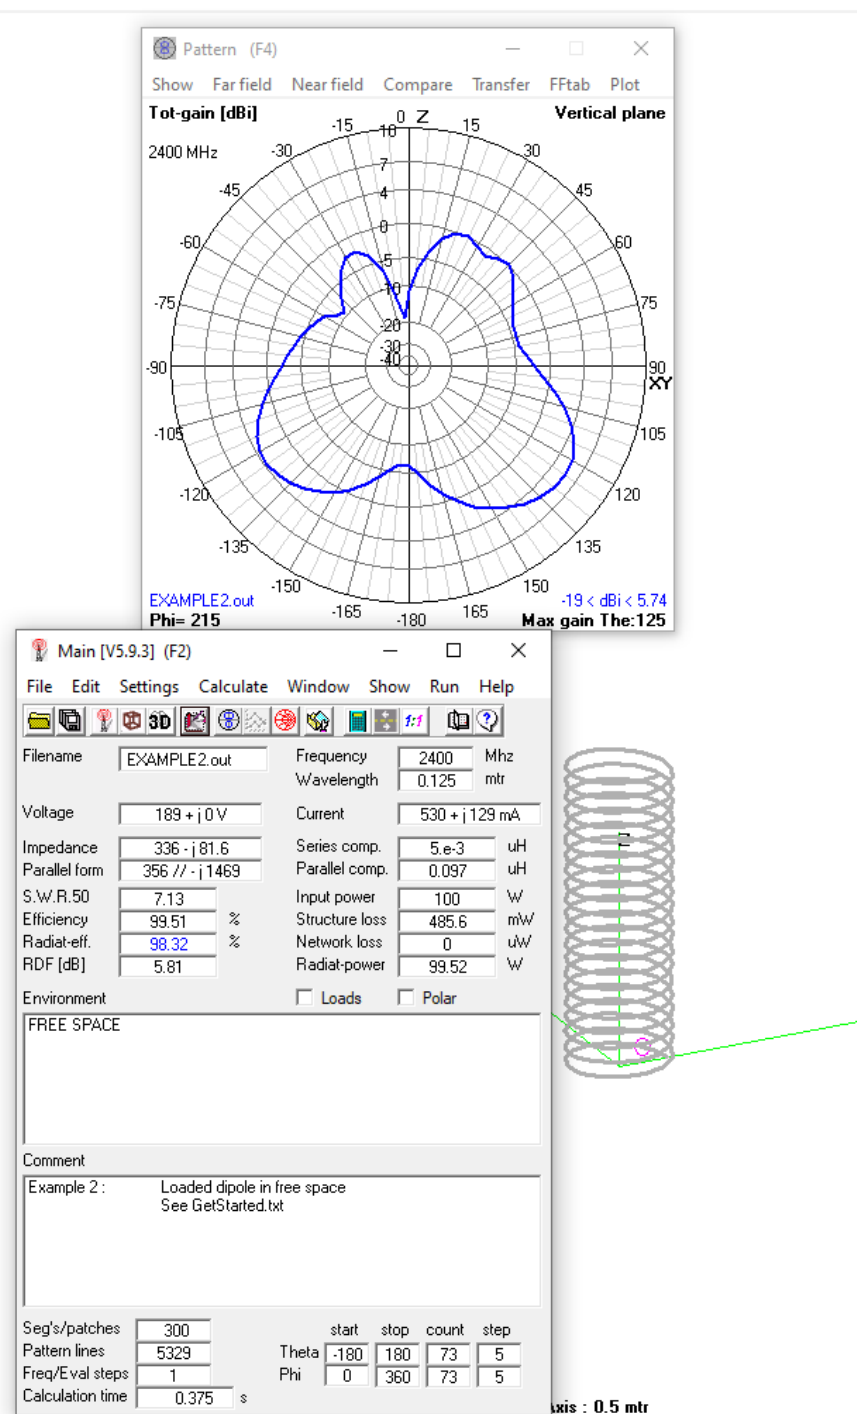 Pattern (F4)
Show Far field Near field Compare Transfer FFtab Plot
Tot-gain [dBi] 0 Z Vertical plane
-15 10 15
2400 MHz -30 7 30
-45 4 45
-60 0 60
-5
-10
-75 -20 75
-30
-40
-90 90
XY
-105 105
-120 120
-135 135
-150 150
EXAMPLE2.out -165 -180 165 -19 < dBi < 5.74
Phi= 215 Max gain The:125
Main [V5.9.3] (F2)
File Edit Settings Calculate Window Show Run Help
3D 1:1
Filename EXAMPLE2.out Frequency 2400 Mhz
Wavelength 0.125 mtr
Voltage 189 + j 0 V Current 530 + j 129 mA
Impedance 336 - j 81.6 Series comp. 5.e-3 uH
Parallel form 356 // - j 1469 Parallel comp. 0.097 uH
S.W.R.50 7.13 Input power 100 W
Efficiency 99.51 % Structure loss 485.6 mW
Radiat-eff. 98.32 % Network loss 0 uW
RDF [dB] 5.81 Radiat-power 99.52 W
Environment Loads Polar
FREE SPACE
Comment
Example 2 : Loaded dipole in free space
See GetStarted.txt
Seg's/patches 300 start stop count step
Pattern lines 5329 Theta -180 180 73 5
Freq/Eval steps 1 Phi 0 360 73 5
Calculation time 0.375 s
Axis : 0.5 mtr